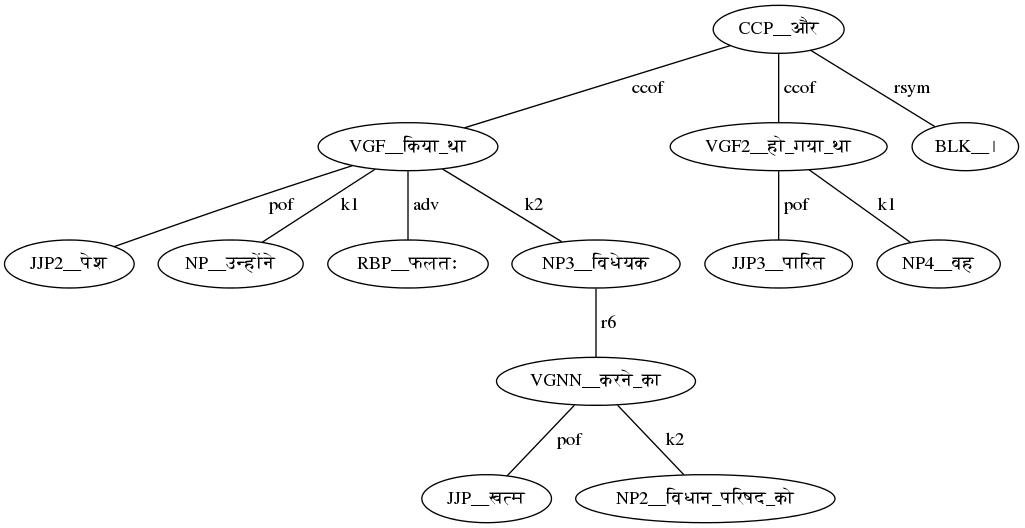 CCP__और
ccof ccof rsym
VGF__किया_था VGF2__हो_गया_था BLK__।
pof k1 adv k2 pof k1
JJP2__पेश NP__उन्होंने RBP__फलतः NP3__विधेयक JJP3__पारित NP4__वह
r6
VGNN__करने_का
pof k2
JJP__खत्म NP2__विधान_परिषद_को